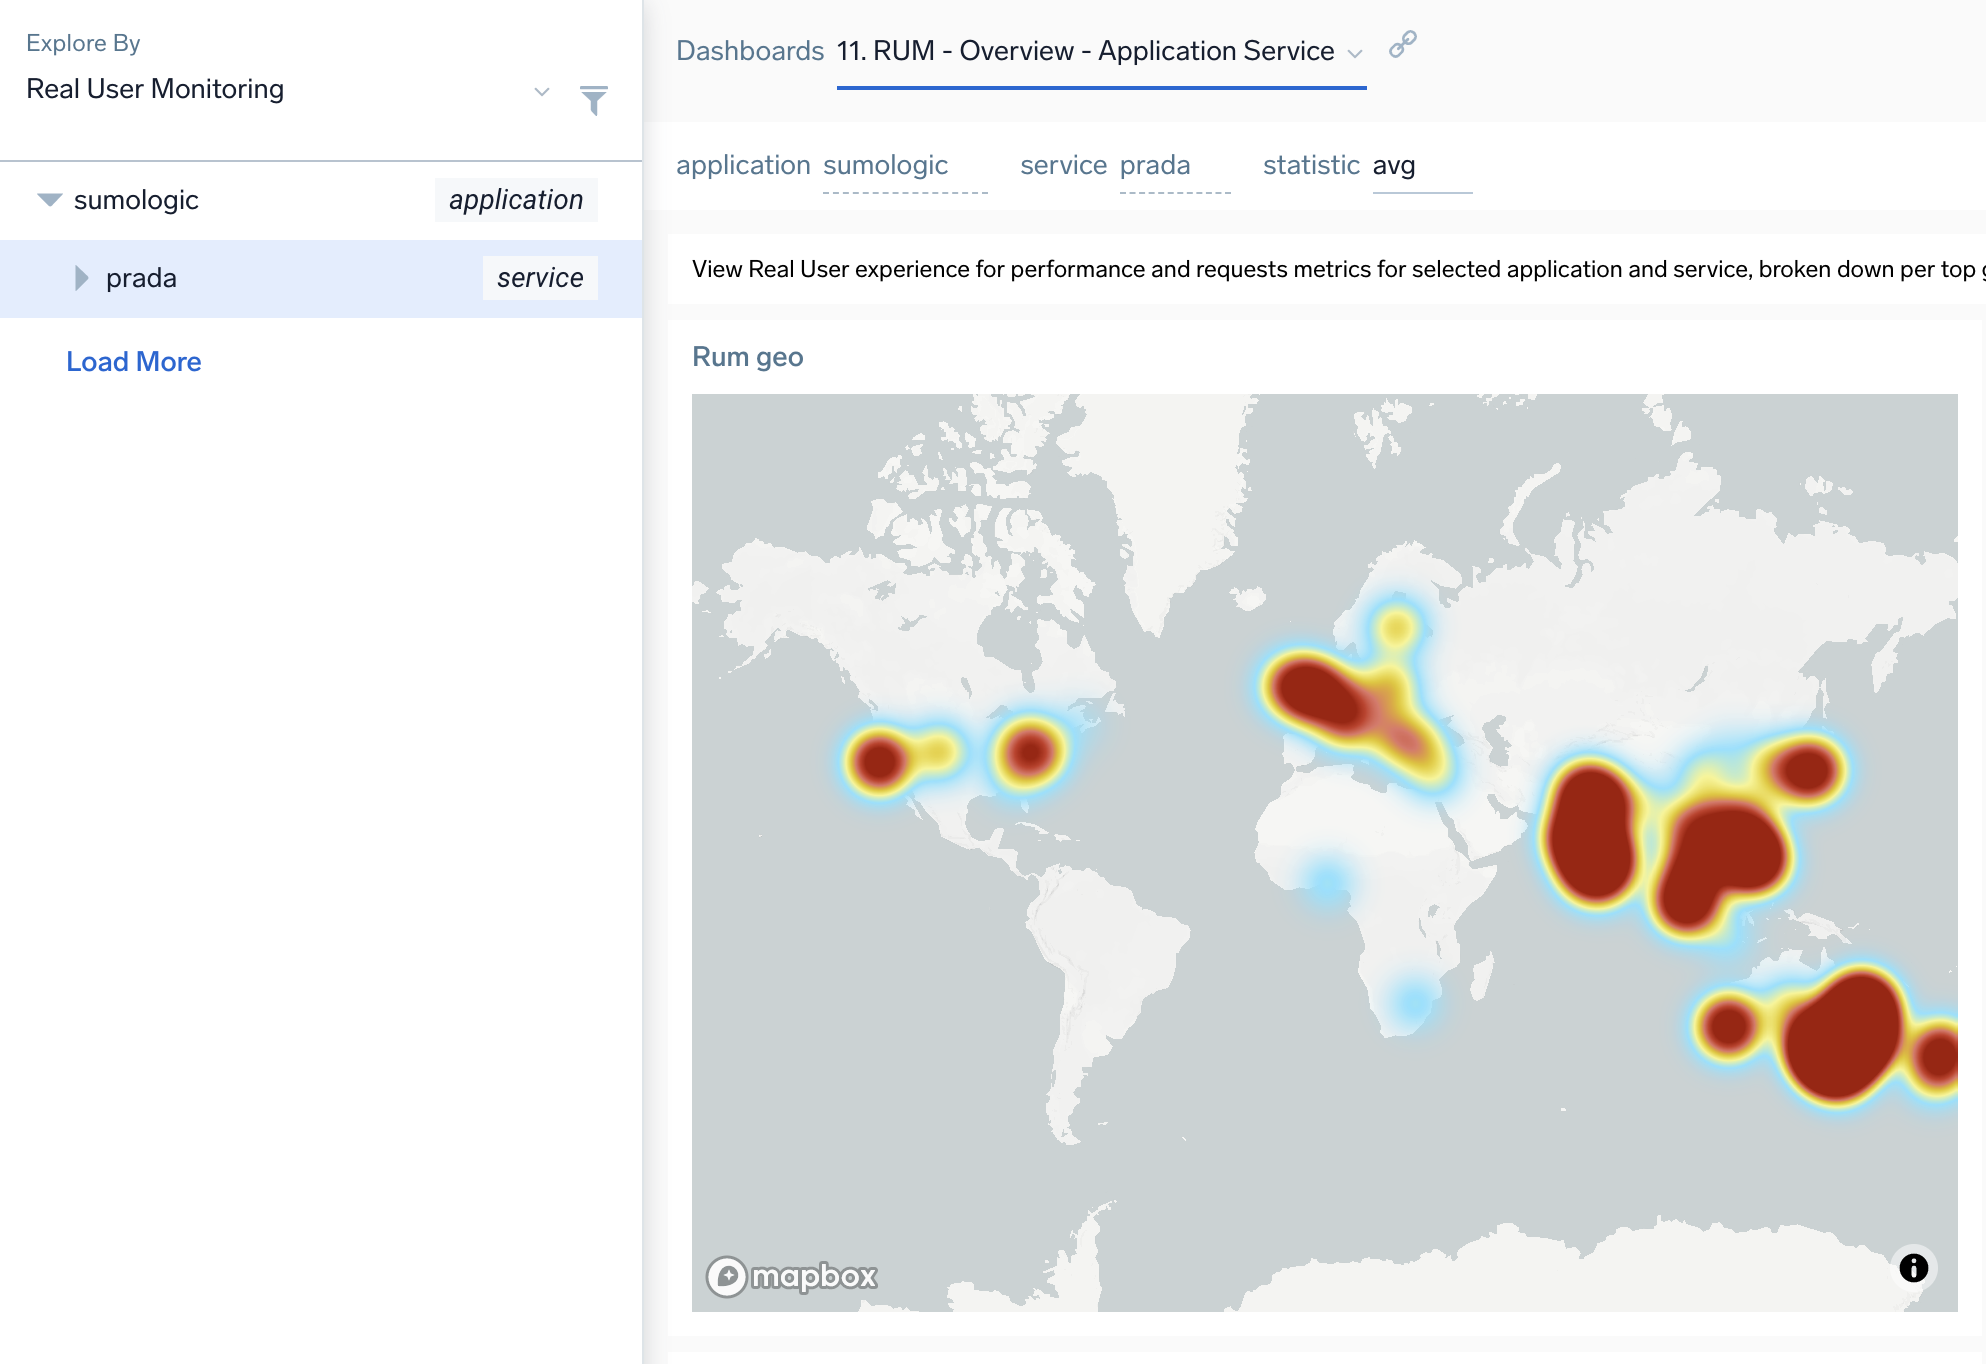 Explore By
Real User Monitoring
sumologic application
prada service
Load More
Dashboards 11. RUM - Overview - Application Service
application sumologic service prada statistic avg
View Real User experience for performance and requests metrics for selected application and service, broken down per top
Rum geo
mapbox